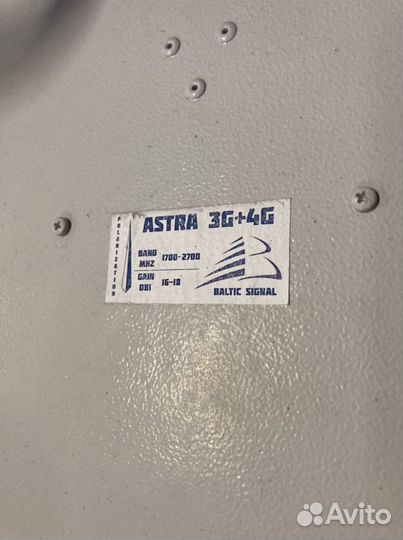 POLARIZATION
ASTRA 3G+4G
BAND
MHZ
1700-2700
GAIN
DBI
16-18
BALTIC SIGNAL
Avito